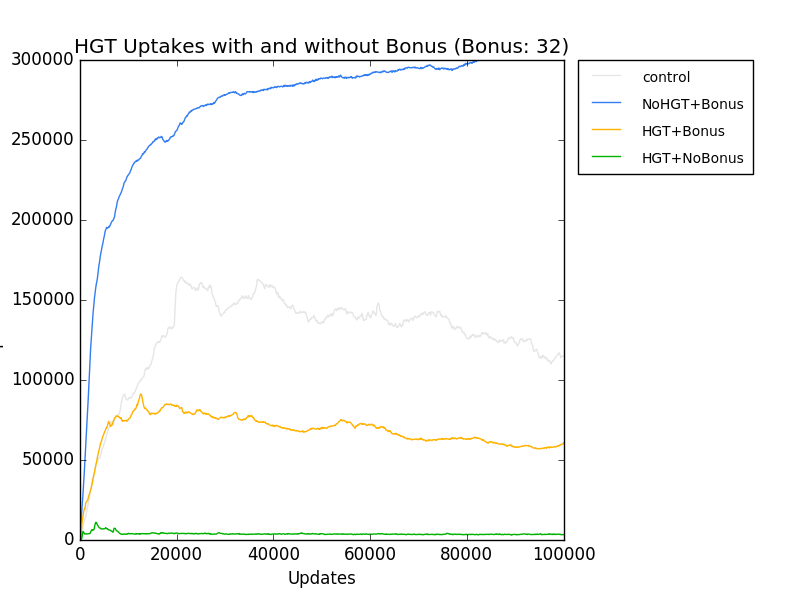 HGT Uptakes with and without Bonus (Bonus: 32)
300000
250000
200000
150000
100000
50000
0
0 20000 40000 60000 80000 100000
Updates
control
NoHGT+Bonus
HGT+Bonus
HGT+NoBonus